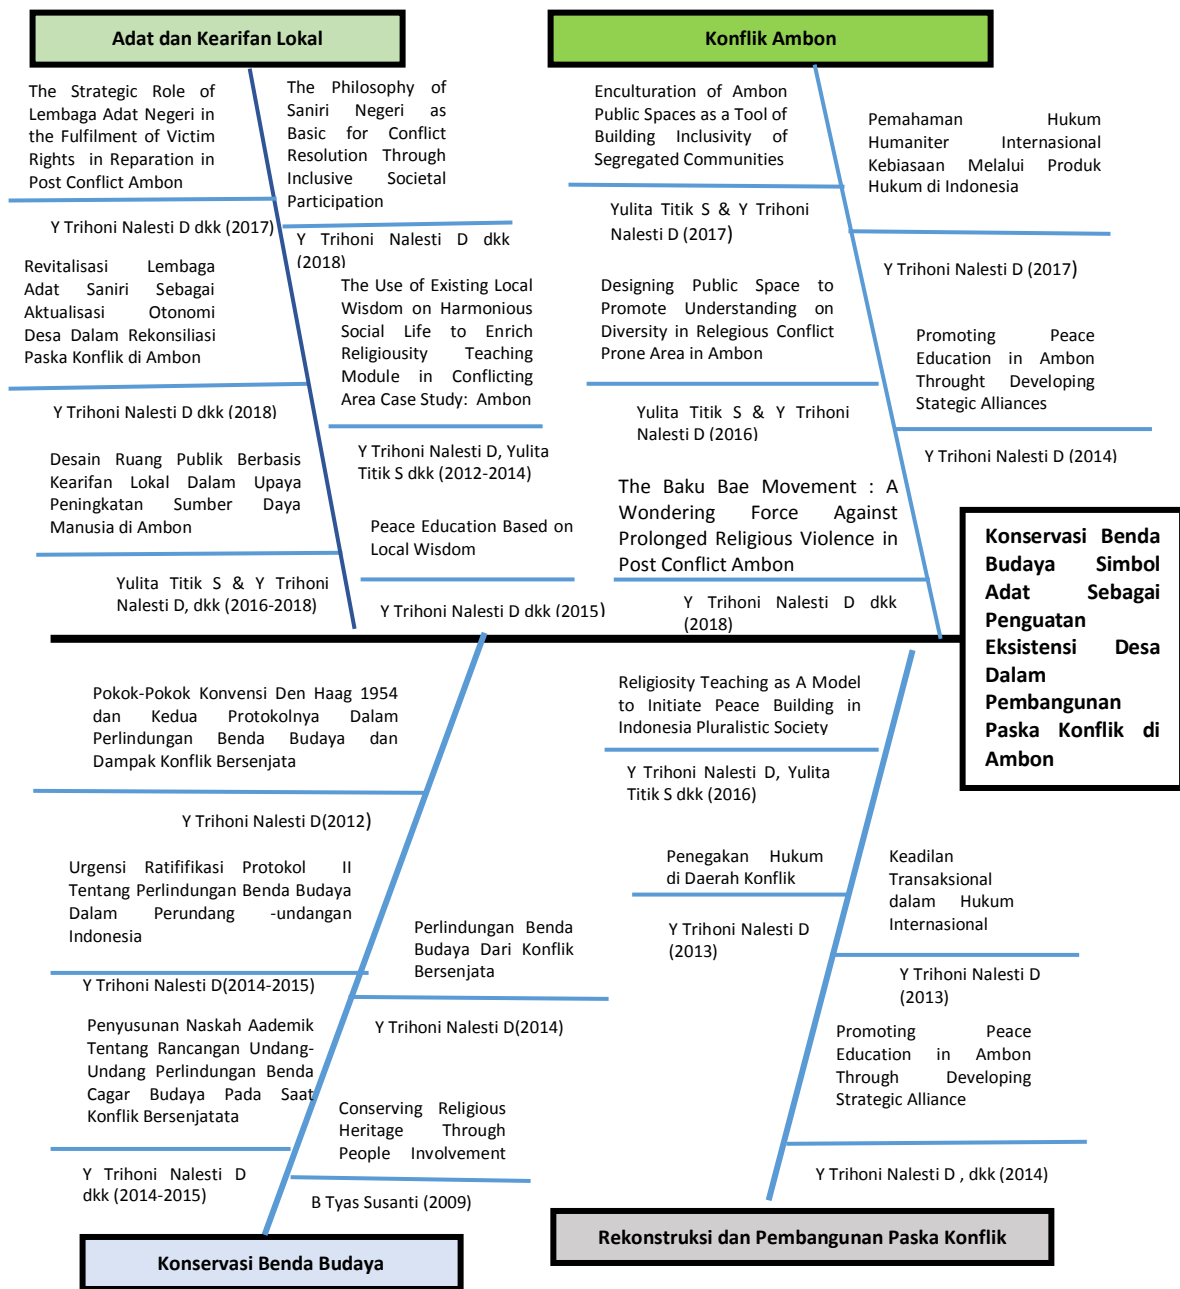 Adat dan Kearifan Lokal
The Strategic Role of
Lembaga Adat Negeri in
the Fulfilment of Victim
Rights in Reparation in
Post Conflict Ambon
Y Trihoni Nalesti D dkk (2017)
The Philosophy of
Saniri Negeri as
Basic for Conflict
Resolution Through
Inclusive Societal
Participation
Y Trihoni Nalesti D dkk
(2018)
Revitalisasi Lembaga
Adat Saniri Sebagai
Aktualisasi Otonomi
Desa Dalam Rekonsiliasi
Paska Konflik di Ambon
Y Trihoni Nalesti D dkk (2018)
The Use of Existing Local
Wisdom on Harmonious
Social Life to Enrich
Religiousity Teaching
Module in Conflicting
Area Case Study: Ambon
Y Trihoni Nalesti D, Yulita
Titik S dkk (2012-2014)
Desain Ruang Publik Berbasis
Kearifan Lokal Dalam Upaya
Peningkatan Sumber Daya
Manusia di Ambon
Yulita Titik S & Y Trihoni
Nalesti D, dkk (2016-2018)
Peace Education Based on
Local Wisdom
Y Trihoni Nalesti D dkk (2015)
Konflik Ambon
Enculturation of Ambon
Public Spaces as a Tool of
Building Inclusivity of
Segregated Communities
Yulita Titik S & Y Trihoni
Nalesti D (2017)
Pemahaman Hukum
Humaniter Internasional
Kebiasaan Melalui Produk
Hukum di Indonesia
Y Trihoni Nalesti D (2017)
Designing Public Space to
Promote Understanding on
Diversity in Relegious Conflict
Prone Area in Ambon
Yulita Titik S & Y Trihoni
Nalesti D (2016)
Promoting Peace
Education in Ambon
Throught Developing
Stategic Alliances
Y Trihoni Nalesti D (2014)
The Baku Bae Movement : A
Wondering Force Against
Prolonged Religious Violence in
Post Conflict Ambon
Y Trihoni Nalesti D dkk
(2018)
Konservasi Benda
Budaya Simbol
Adat Sebagai
Penguatan
Eksistensi Desa
Dalam
Pembangunan
Paska Konflik di
Ambon
Pokok-Pokok Konvensi Den Haag 1954
dan Kedua Protokolnya Dalam
Perlindungan Benda Budaya dan
Dampak Konflik Bersenjata
Y Trihoni Nalesti D(2012)
Urgensi Ratififikasi Protokol II
Tentang Perlindungan Benda Budaya
Dalam Perundang -undangan
Indonesia
Y Trihoni Nalesti D(2014-2015)
Perlindungan Benda
Budaya Dari Konflik
Bersenjata
Y Trihoni Nalesti D(2014)
Penyusunan Naskah Aademik
Tentang Rancangan Undang-
Undang Perlindungan Benda
Cagar Budaya Pada Saat
Konflik Bersenjatata
Y Trihoni Nalesti D
dkk (2014-2015)
Conserving Religious
Heritage Through
People Involvement
B Tyas Susanti (2009)
Konservasi Benda Budaya
Religiosity Teaching as A Model
to Initiate Peace Building in
Indonesia Pluralistic Society
Y Trihoni Nalesti D, Yulita
Titik S dkk (2016)
Penegakan Hukum
di Daerah Konflik
Y Trihoni Nalesti D
(2013)
Keadilan
Transaksional
dalam Hukum
Internasional
Y Trihoni Nalesti D
(2013)
Promoting Peace
Education in Ambon
Through Developing
Strategic Alliance
Y Trihoni Nalesti D , dkk (2014)
Rekonstruksi dan Pembangunan Paska Konflik